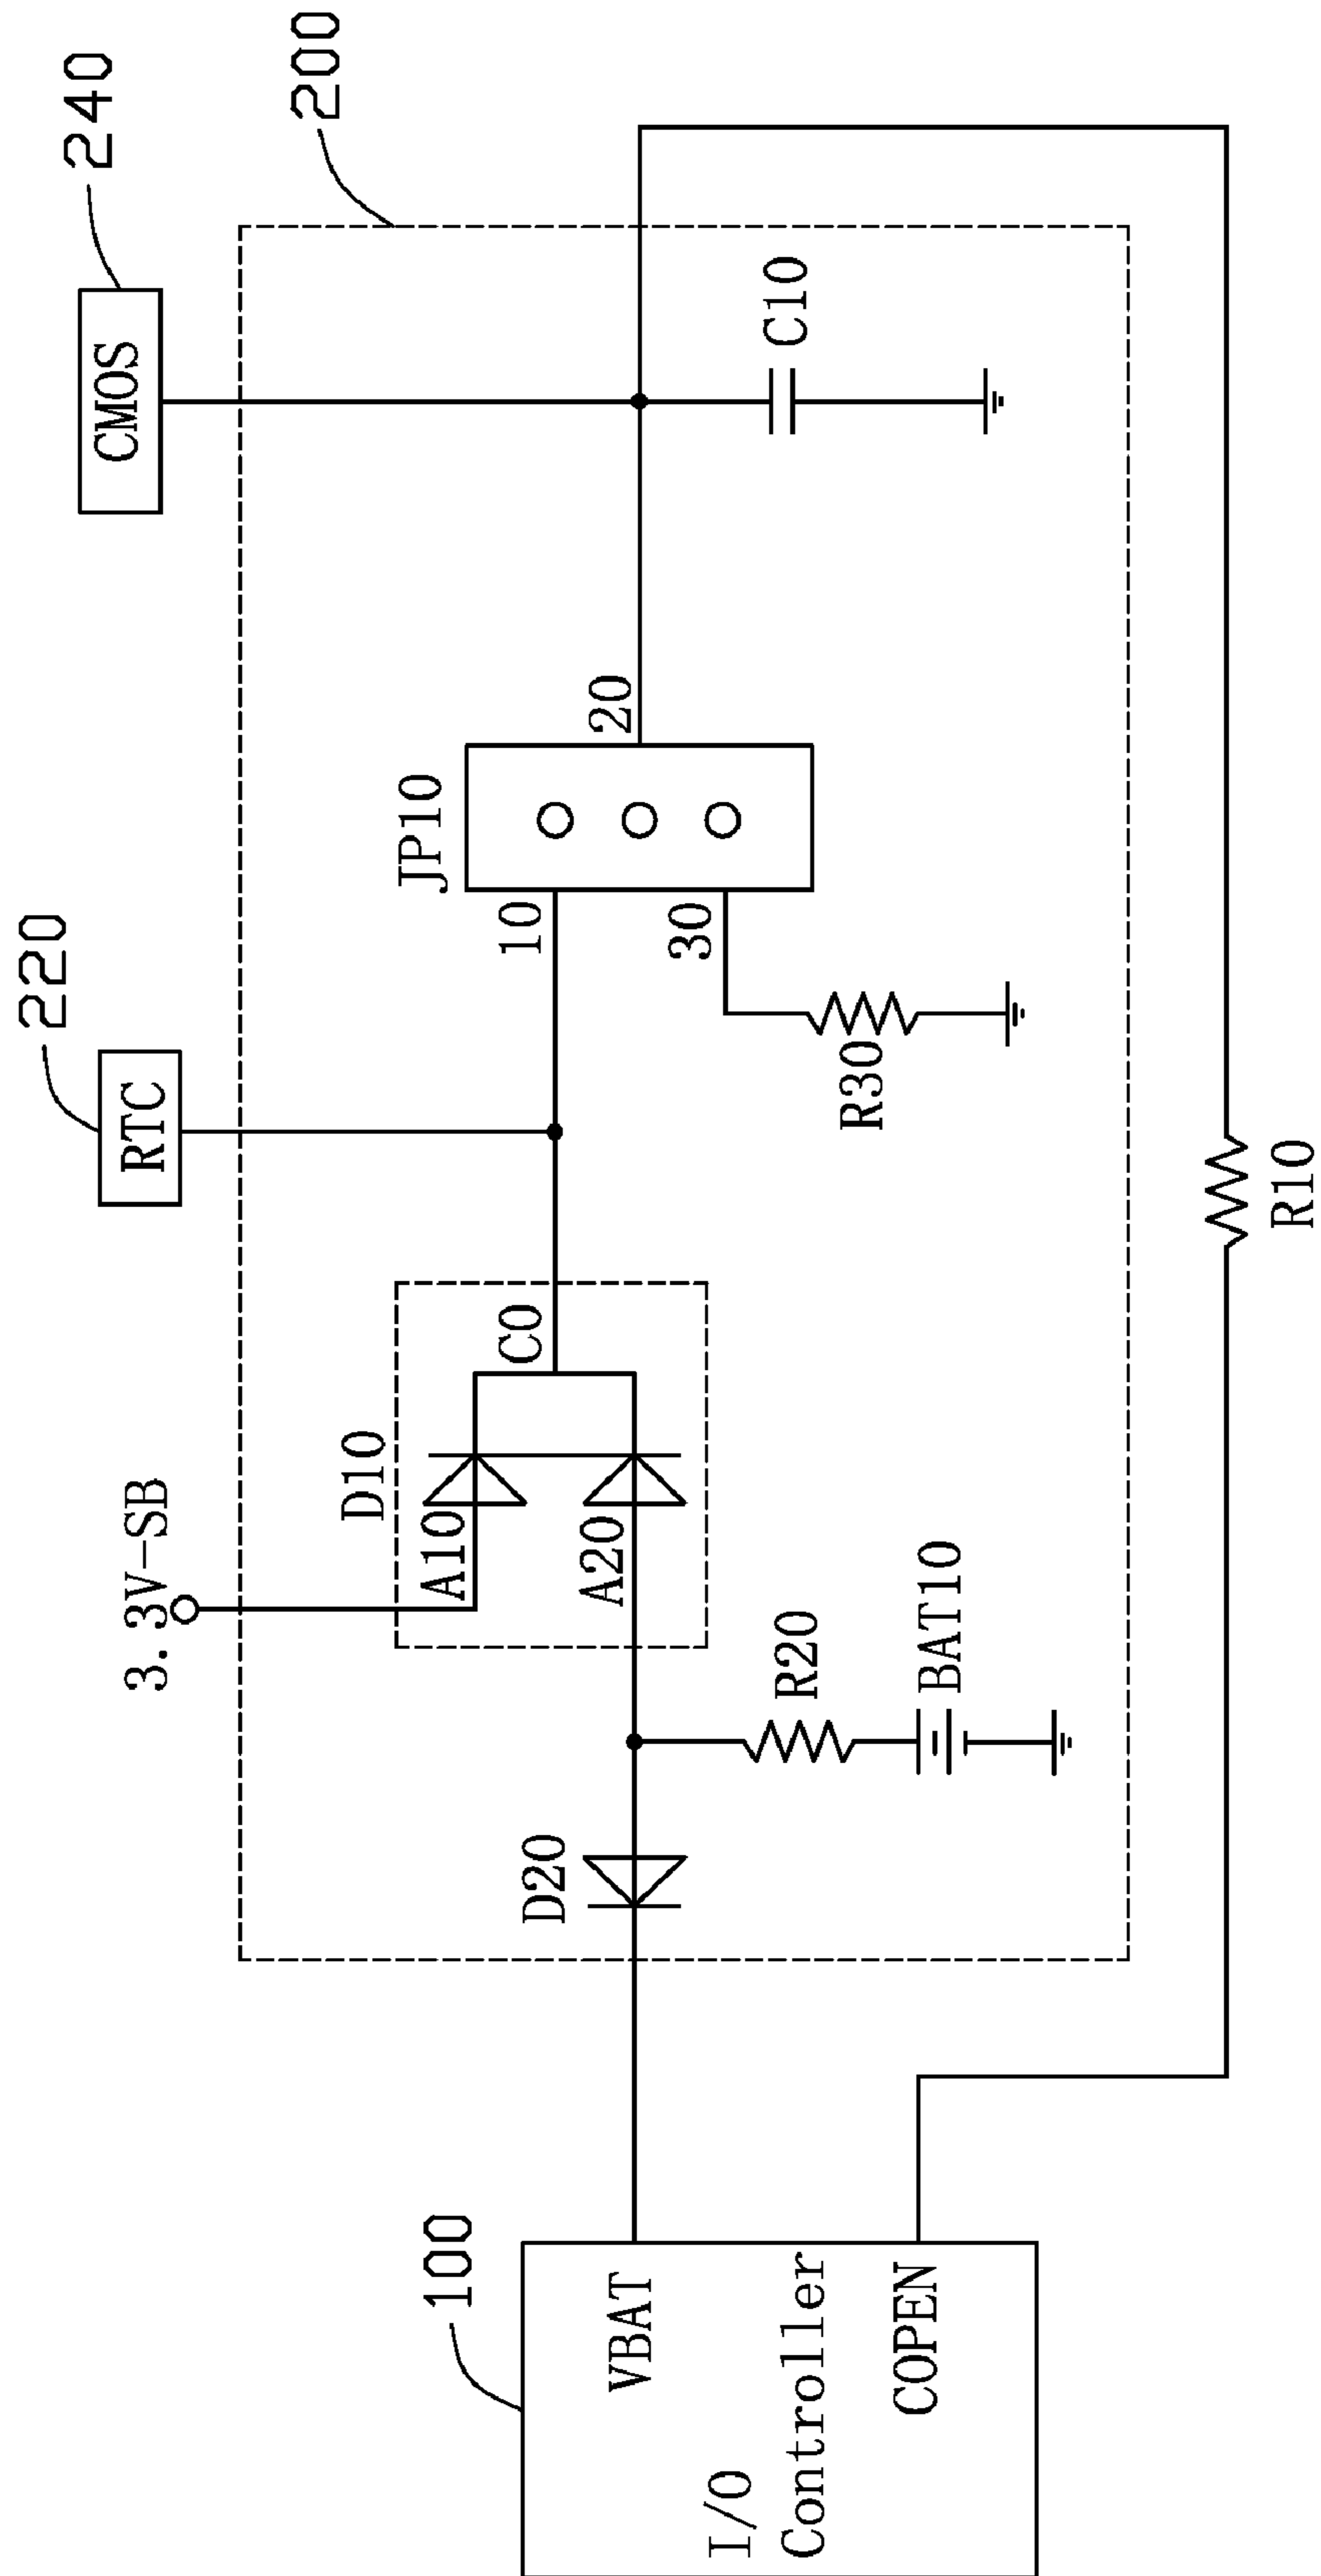 240
200
CMOS
C10
20
JP10
10
30
220
RTC
R30
R10
C0
D10
A10
A20
3.3V-SB
R20
BAT10
D20
100
VBAT
I/O
Controller
COPEN